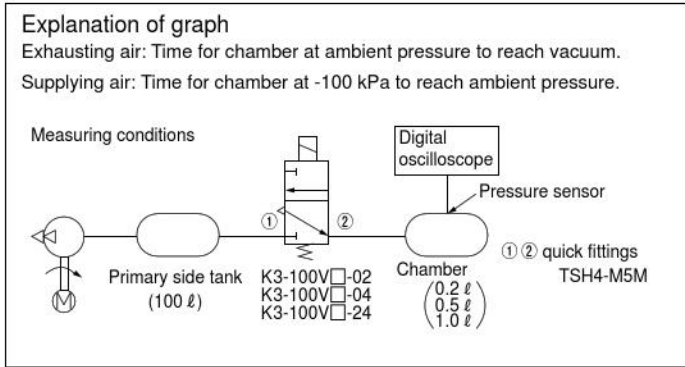 Explanation of graph
Exhausting air: Time for chamber at ambient pressure to reach vacuum.
Supplying air: Time for chamber at -100 kPa to reach ambient pressure.
Measuring conditions
Digital
oscilloscope
Pressure sensor
① ②
M
Primary side tank
(100 ℓ)
K3-100V□-02
K3-100V□-04
K3-100V□-24
Chamber
(0.2 ℓ
0.5 ℓ
1.0 ℓ)
① ② quick fittings
TSH4-M5M